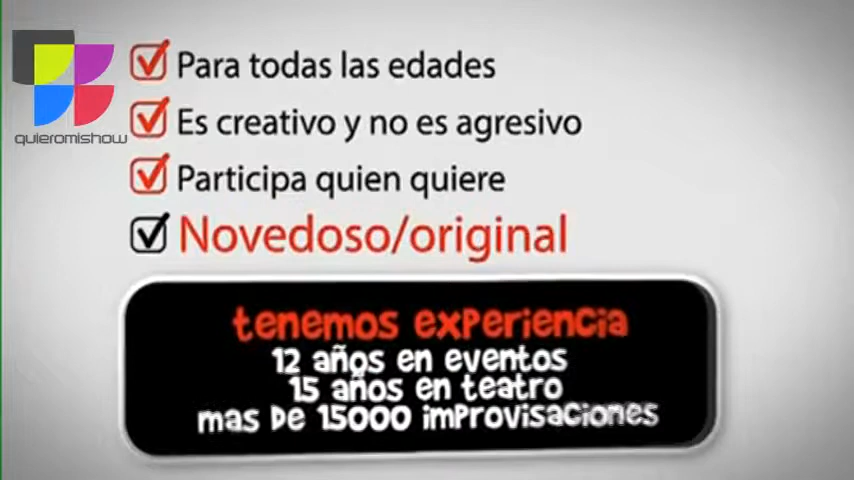 quieromishow
Para todas las edades
Es creativo y no es agresivo
Participa quien quiere
Novedoso/original
tenemos experiencia
12 años en eventos
15 años en teatro
mas de 15000 improvisaciones